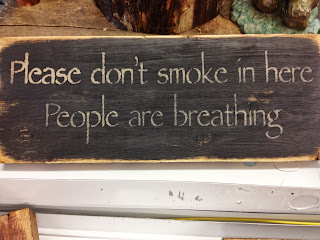 Please don't smoke in here
People are breathing